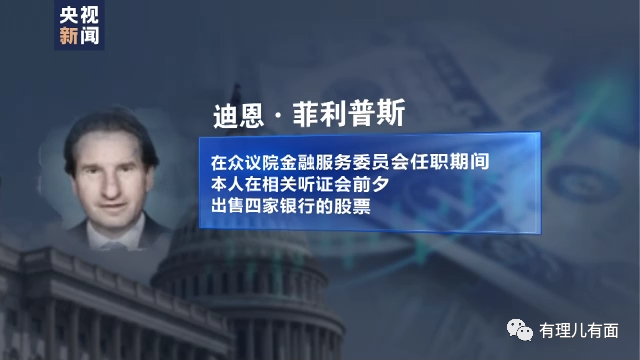 央视
新闻
迪恩·菲利普斯
在众议院金融服务委员会任职期间
本人在相关听证会前夕
出售四家银行的股票
有理儿有面